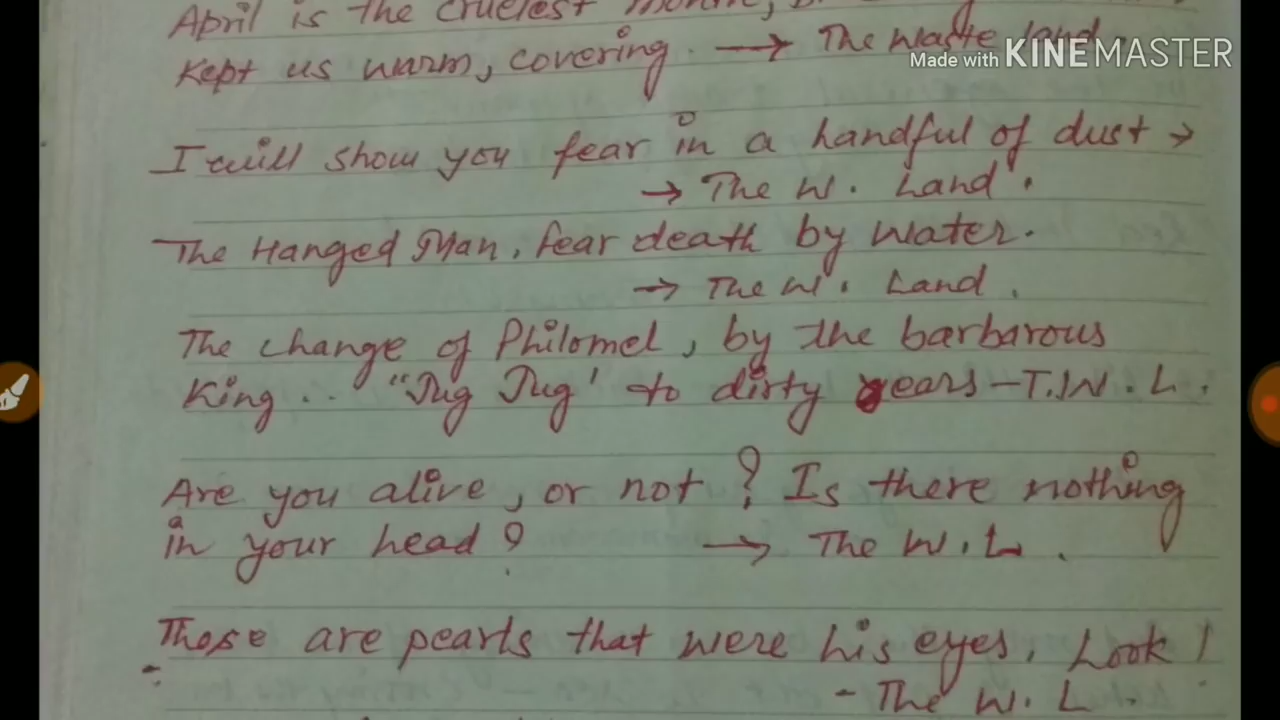 April is the cruelest month,
Kept us warm, covering. → The waste land.
Made with KINEMASTER
I will show you fear in a handful of dust →
→ The W. Land.
The Hanged Man. Fear death by water.
→ The W. Land.
The change of Philomel, by the barbarous
King.. "Jug Jug' to dirty years - T.W.L.
Are you alive, or not? Is there nothing
in your head? → The W.L.
Those are pearls that were his eyes. Look!
- The W.L.